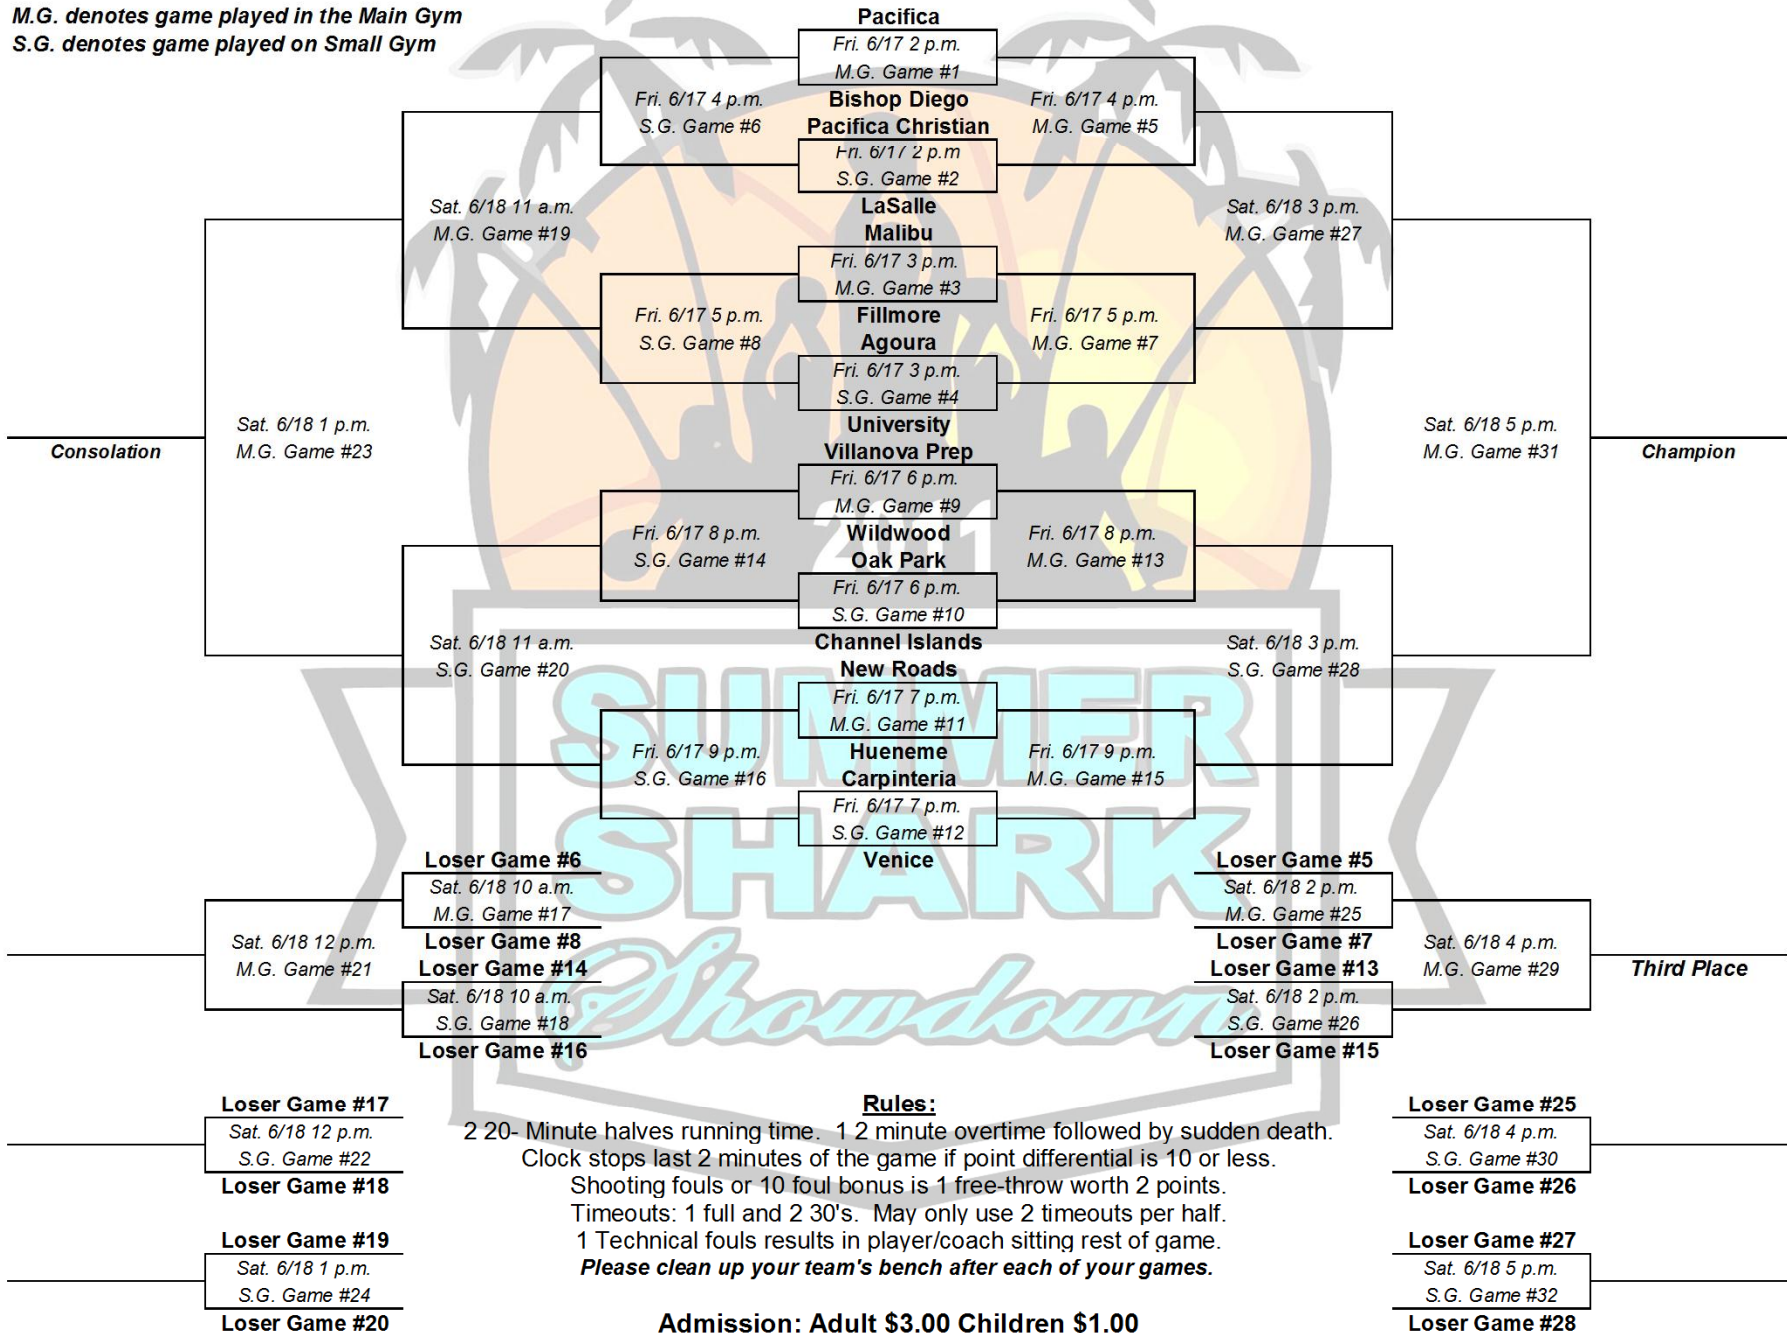 M.G. denotes game played in the Main Gym
S.G. denotes game played on Small Gym
Pacifica
Fri. 6/17 2 p.m.
M.G. Game #1
Fri. 6/17 4 p.m.
Bishop Diego
Fri. 6/17 4 p.m.
S.G. Game #6
Pacifica Christian
M.G. Game #5
Fri. 6/17 2 p.m
S.G. Game #2
Sat. 6/18 11 a.m.
LaSalle
Sat. 6/18 3 p.m.
M.G. Game #19
Malibu
M.G. Game #27
Fri. 6/17 3 p.m.
M.G. Game #3
Fri. 6/17 5 p.m.
Fillmore
Fri. 6/17 5 p.m.
S.G. Game #8
Agoura
M.G. Game #7
Fri. 6/17 3 p.m.
S.G. Game #4
Sat. 6/18 1 p.m.
University
Sat. 6/18 5 p.m.
Consolation
M.G. Game #23
Villanova Prep
M.G. Game #31
Champion
Fri. 6/17 6 p.m.
M.G. Game #9
2011
Fri. 6/17 8 p.m.
Wildwood
Fri. 6/17 8 p.m.
S.G. Game #14
Oak Park
M.G. Game #13
Fri. 6/17 6 p.m.
S.G. Game #10
Sat. 6/18 11 a.m.
Channel Islands
Sat. 6/18 3 p.m.
S.G. Game #20
New Roads
S.G. Game #28
SUMMER
Fri. 6/17 7 p.m.
M.G. Game #11
Fri. 6/17 9 p.m.
Hueneme
Fri. 6/17 9 p.m.
S.G. Game #16
Carpinteria
M.G. Game #15
Fri. 6/17 7 p.m.
S.G. Game #12
SHARK
Loser Game #6
Venice
Loser Game #5
Sat. 6/18 10 a.m.
Sat. 6/18 2 p.m.
M.G. Game #17
M.G. Game #25
Sat. 6/18 12 p.m.
Loser Game #8
Loser Game #7
Sat. 6/18 4 p.m.
M.G. Game #21
Loser Game #14
Loser Game #13
M.G. Game #29
Third Place
Showdown
Sat. 6/18 10 a.m.
Sat. 6/18 2 p.m.
S.G. Game #18
S.G. Game #26
Loser Game #16
Loser Game #15
Loser Game #17
Sat. 6/18 12 p.m.
S.G. Game #22
Loser Game #18
Loser Game #19
Sat. 6/18 1 p.m.
S.G. Game #24
Loser Game #20
Rules:
2 20- Minute halves running time.  1 2 minute overtime followed by sudden death.
Clock stops last 2 minutes of the game if point differential is 10 or less.
Shooting fouls or 10 foul bonus is 1 free-throw worth 2 points.
Timeouts: 1 full and 2 30's.  May only use 2 timeouts per half.
1 Technical fouls results in player/coach sitting rest of game.
Please clean up your team's bench after each of your games.
Admission: Adult $3.00 Children $1.00
Loser Game #25
Sat. 6/18 4 p.m.
S.G. Game #30
Loser Game #26
Loser Game #27
Sat. 6/18 5 p.m.
S.G. Game #32
Loser Game #28